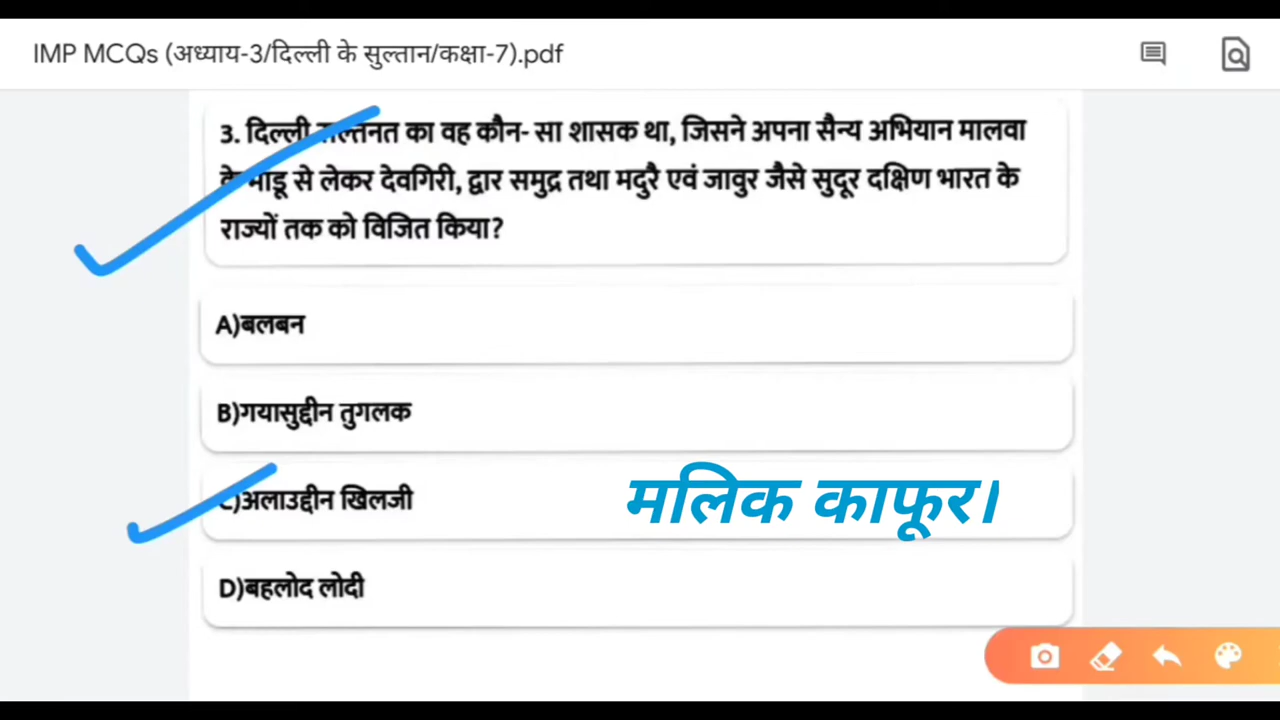 IMP MCQs (अध्याय-3/दिल्ली के सुल्तान/कक्षा-7).pdf
3. दिल्ली सल्तनत का वह कौन- सा शासक था, जिसने अपना सैन्य अभियान मालवा
के मांडू से लेकर देवगिरी, द्वार समुद्र तथा मदुरै एवं जावुर जैसे सुदूर दक्षिण भारत के
राज्यों तक को विजित किया?
A)बलबन
B)गयासुद्दीन तुगलक
C)अलाउद्दीन खिलजी
मलिक काफूर।
D)बहलोद लोदी